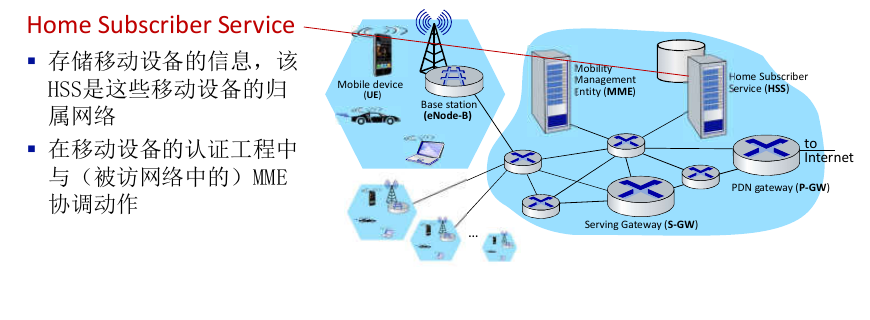 Home Subscriber Service
▪ 存储移动设备的信息，该
HSS是这些移动设备的归
属网络
▪ 在移动设备的认证工程中
与（被访网络中的）MME
协调动作
Mobile device
(UE)
Base station
(eNode-B)
Mobility
Management
Entity (MME)
Home Subscriber
Service (HSS)
to
Internet
PDN gateway (P-GW)
Serving Gateway (S-GW)
...